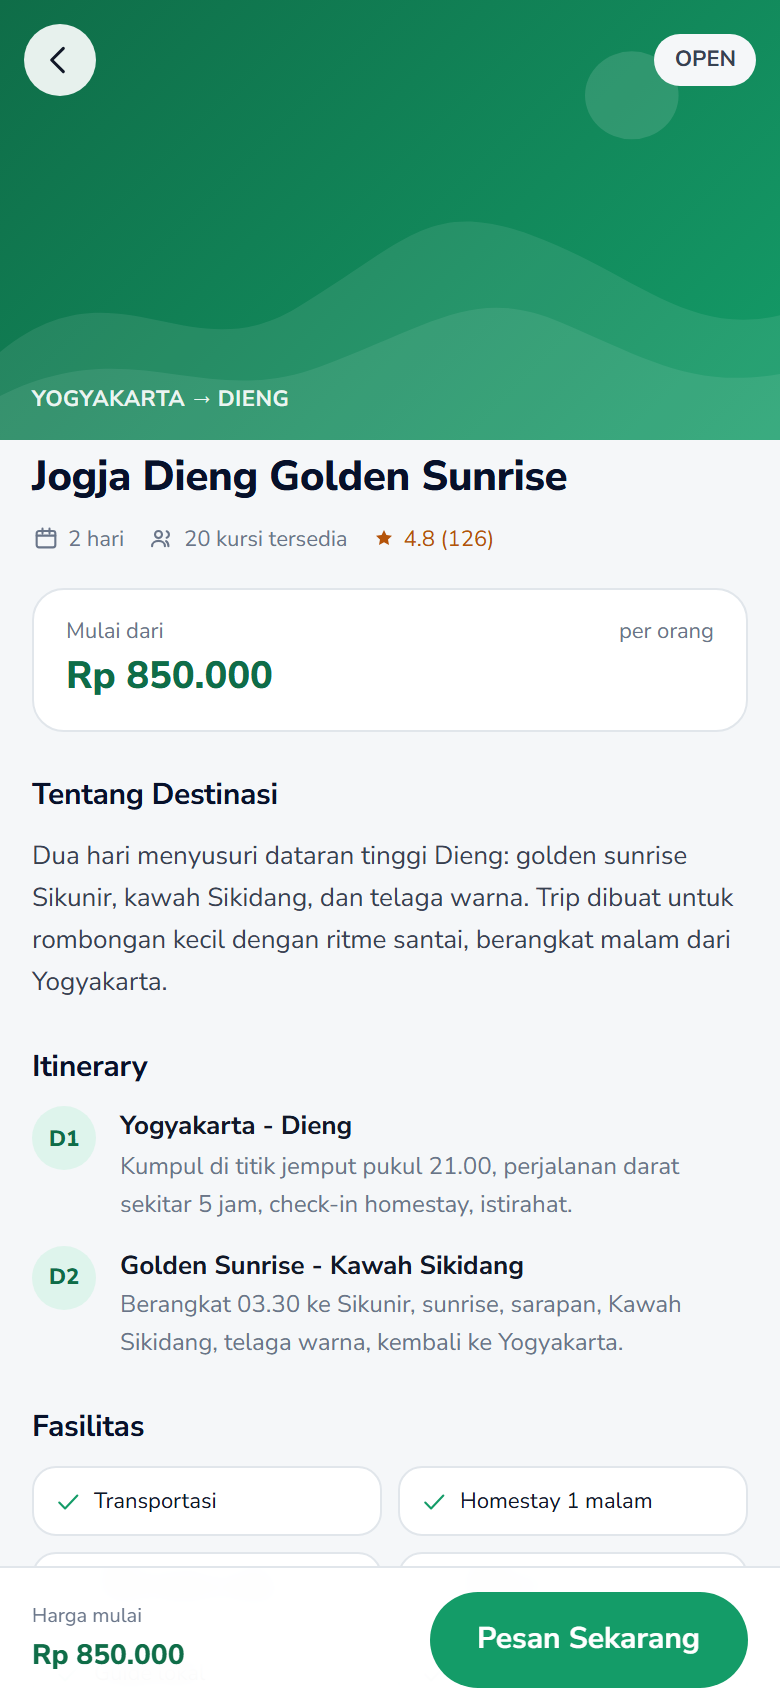 OPEN
YOGYAKARTA → DIENG
Jogja Dieng Golden Sunrise
2 hari
20 kursi tersedia
4.8 (126)
Mulai dari
per orang
Rp 850.000
Tentang Destinasi
Dua hari menyusuri dataran tinggi Dieng: golden sunrise
Sikunir, kawah Sikidang, dan telaga warna. Trip dibuat untuk
rombongan kecil dengan ritme santai, berangkat malam dari
Yogyakarta.
Itinerary
D1
Yogyakarta - Dieng
Kumpul di titik jemput pukul 21.00, perjalanan darat
sekitar 5 jam, check-in homestay, istirahat.
D2
Golden Sunrise - Kawah Sikidang
Berangkat 03.30 ke Sikunir, sunrise, sarapan, Kawah
Sikidang, telaga warna, kembali ke Yogyakarta.
Fasilitas
Transportasi
Homestay 1 malam
Harga mulai
Rp 850.000
Pesan Sekarang